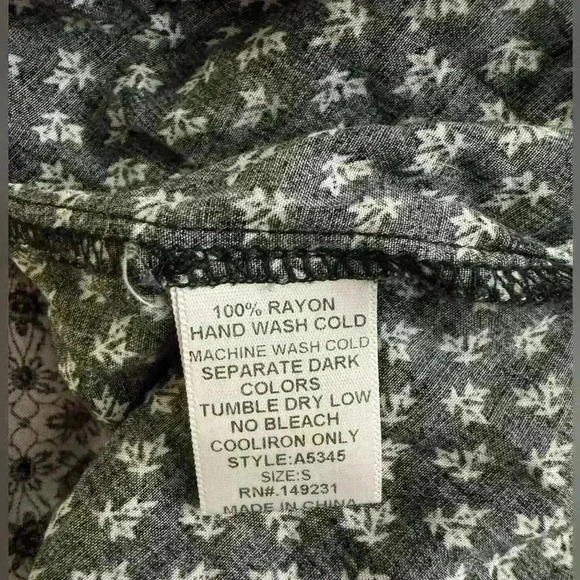 100% RAYON
HAND WASH COLD
MACHINE WASH COLD
SEPARATE DARK
COLORS
TUMBLE DRY LOW
NO BLEACH
COOLIRON ONLY
STYLE:A5345
SIZE:S
RN#.149231
MADE IN CHINA